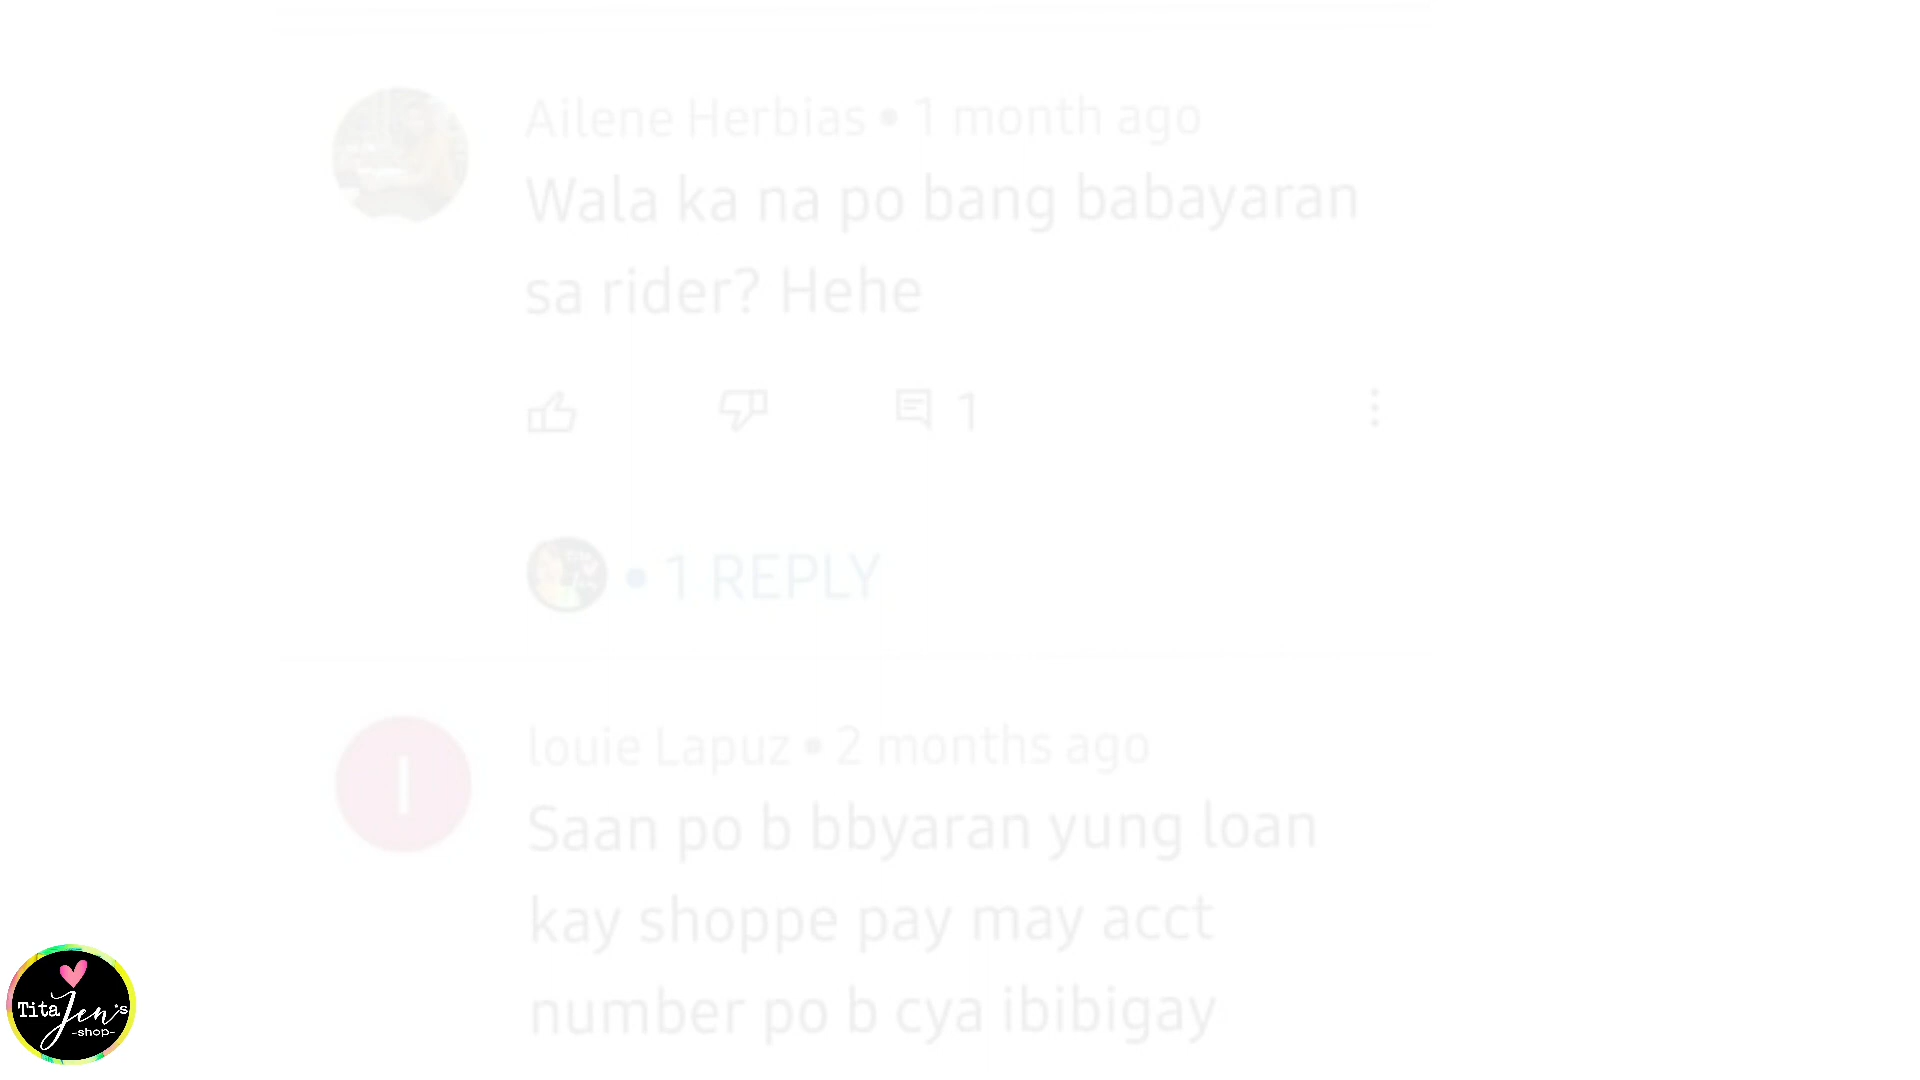 Ailene Herbias • 1 month ago
Wala ka na po bang babayaran
sa rider? Hehe
1
• 1 REPLY
I
louie Lapuz • 2 months ago
Saan po b bbyaran yung loan
kay shoppe pay may acct
number po b cya ibibigay
Tita Jen's
-shop-